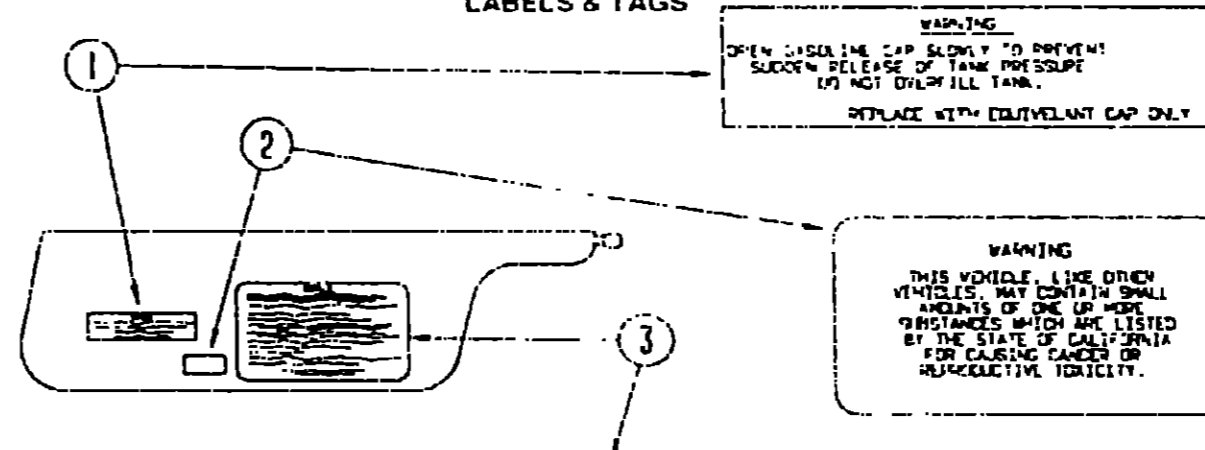 LABELS & TAGS
1
WARNING
OPEN GASOLINE CAP SLOWLY TO PREVENT
SUDDEN RELEASE OF TANK PRESSURE
DO NOT OVERFILL TANK.
REPLACE WITH EQUIVELANT CAP ONLY
2
WARNING
THIS VEHICLE, LIKE OTHER
VEHICLES, MAY CONTAIN SMALL
AMOUNTS OF ONE OR MORE
SUBSTANCES WHICH ARE LISTED
BY THE STATE OF CALIFORNIA
FOR CAUSING CANCER OR
REPRODUCTIVE TOXICITY.
3